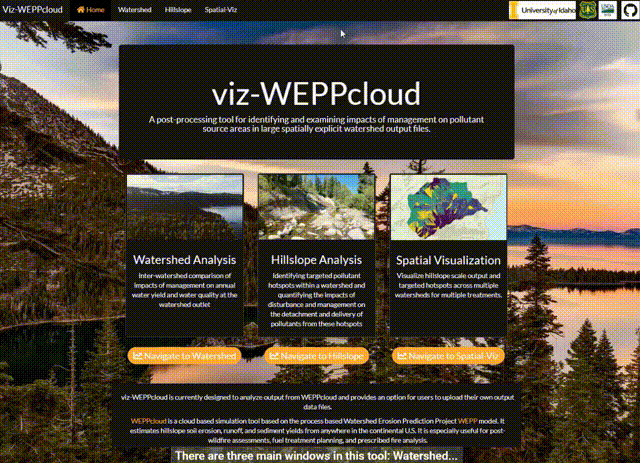 Viz-WEPPcloud Home Watershed Hillslope Spatial-Viz University of Idaho
viz-WEPPcloud
A post-processing tool for identifying and examining impacts of management on pollutant
source areas in large spatially explicit watershed output files.
Watershed Analysis
Inter-watershed comparison of
impacts of management on annual
water yield and water quality at the
watershed outlet
Hillslope Analysis
Identifying targeted pollutant
hotspots within a watershed and
quantifying the impacts of
disturbance and management on
the detachment and delivery of
pollutants from these hotspots
Spatial Visualization
Visualize hillslope scale output and
targeted hotspots across multiple
watersheds for multiple treatments.
Navigate to Watershed
Navigate to Hillslope
Navigate to Spatial-Viz
viz-WEPPcloud is currently designed to analyze output from WEPPcloud and provides an option for users to upload their own output
data files.
WEPPcloud is a cloud based simulation tool based on the process based Watershed Erosion Prediction Project WEPP model. It
estimates hillslope soil erosion, runoff, and sediment yields from anywhere in the continental U.S. It is especially useful for post-
wildfire assessments, fuel treatment planning, and prescribed fire analysis.
There are three main windows in this tool: Watershed...